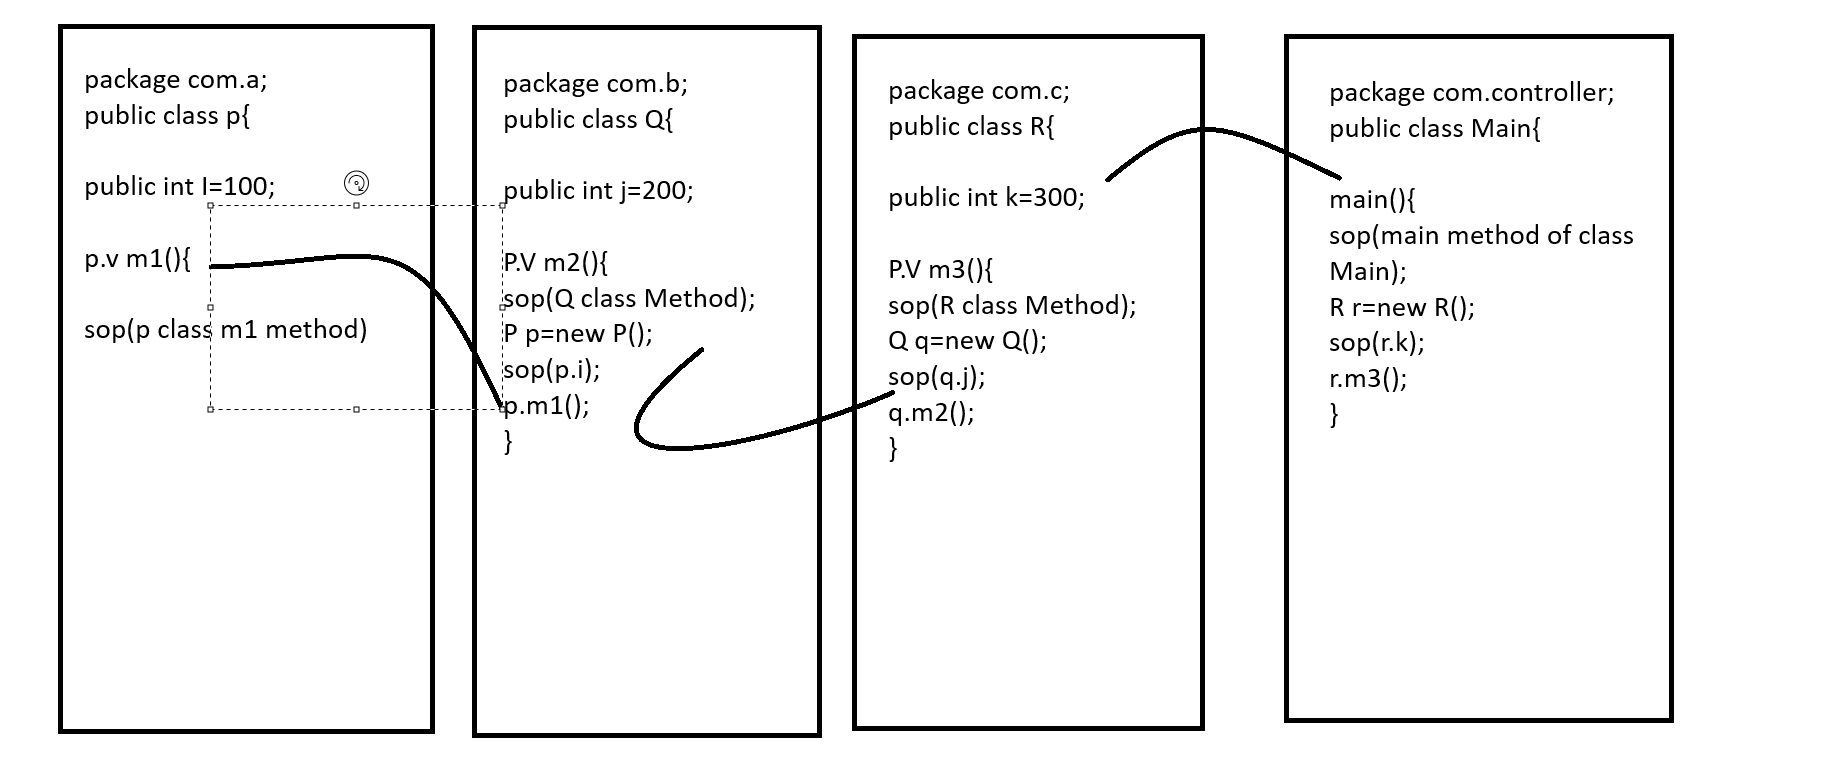 package com.a;
public class p{
public int I=100;
p.v m1(){
sop(p class m1 method)
package com.b;
public class Q{
public int j=200;
P.V m2(){
sop(Q class Method);
P p=new P();
sop(p.i);
p.m1();
}
package com.c;
public class R{
public int k=300;
P.V m3(){
sop(R class Method);
Q q=new Q();
sop(q.j);
q.m2();
}
package com.controller;
public class Main{
main(){
sop(main method of class
Main);
R r=new R();
sop(r.k);
r.m3();
}